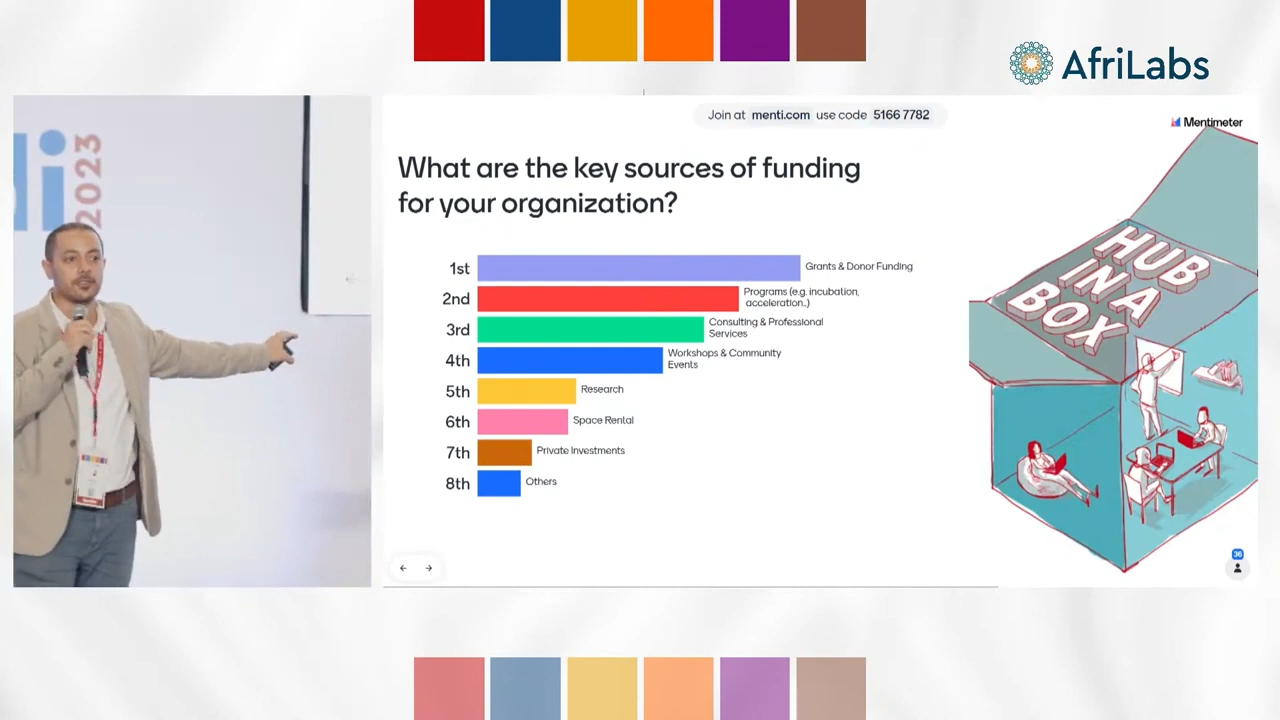 AfriLabs
di
2023
Join at menti.com use code 5166 7782
Mentimeter
What are the key sources of funding
for your organization?
1st
Grants & Donor Funding
2nd
Programs (e.g. incubation,
acceleration..)
3rd
Consulting & Professional
Services
4th
Workshops & Community
Events
5th
Research
6th
Space Rental
7th
Private Investments
8th
Others
HUB
IN A
BOX
36